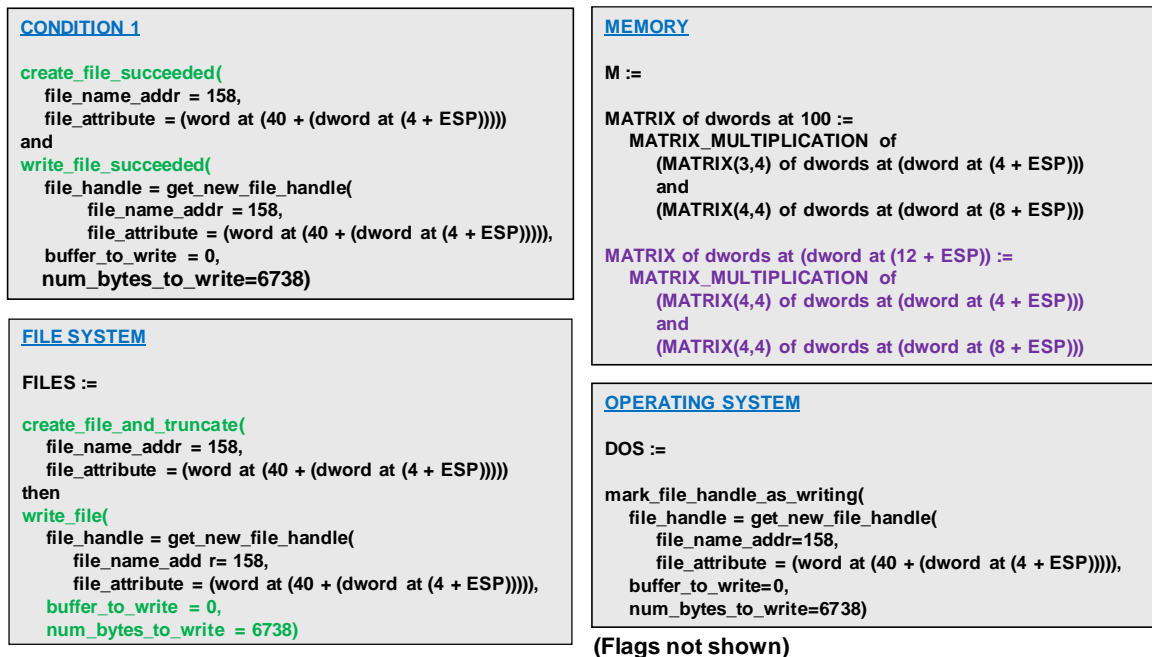 CONDITION 1
create_file_succeeded(
file_name_addr = 158,
file_attribute = (word at (40 + (dword at (4 + ESP)))))
and
write_file_succeeded(
file_handle = get_new_file_handle(
file_name_addr = 158,
file_attribute = (word at (40 + (dword at (4 + ESP))))),
buffer_to_write = 0,
num_bytes_to_write=6738)
FILE SYSTEM
FILES :=
create_file_and_truncate(
file_name_addr = 158,
file_attribute = (word at (40 + (dword at (4 + ESP)))))
then
write_file(
file_handle = get_new_file_handle(
file_name_add r= 158,
file_attribute = (word at (40 + (dword at (4 + ESP))))),
buffer_to_write = 0,
num_bytes_to_write = 6738)
MEMORY
M :=
MATRIX of dwords at 100 :=
MATRIX_MULTIPLICATION of
(MATRIX(3,4) of dwords at (dword at (4 + ESP)))
and
(MATRIX(4,4) of dwords at (dword at (8 + ESP)))
MATRIX of dwords at (dword at (12 + ESP)) :=
MATRIX_MULTIPLICATION of
(MATRIX(4,4) of dwords at (dword at (4 + ESP)))
and
(MATRIX(4,4) of dwords at (dword at (8 + ESP)))
OPERATING SYSTEM
DOS :=
mark_file_handle_as_writing(
file_handle = get_new_file_handle(
file_name_addr=158,
file_attribute = (word at (40 + (dword at (4 + ESP))))),
buffer_to_write=0,
num_bytes_to_write=6738)
(Flags not shown)